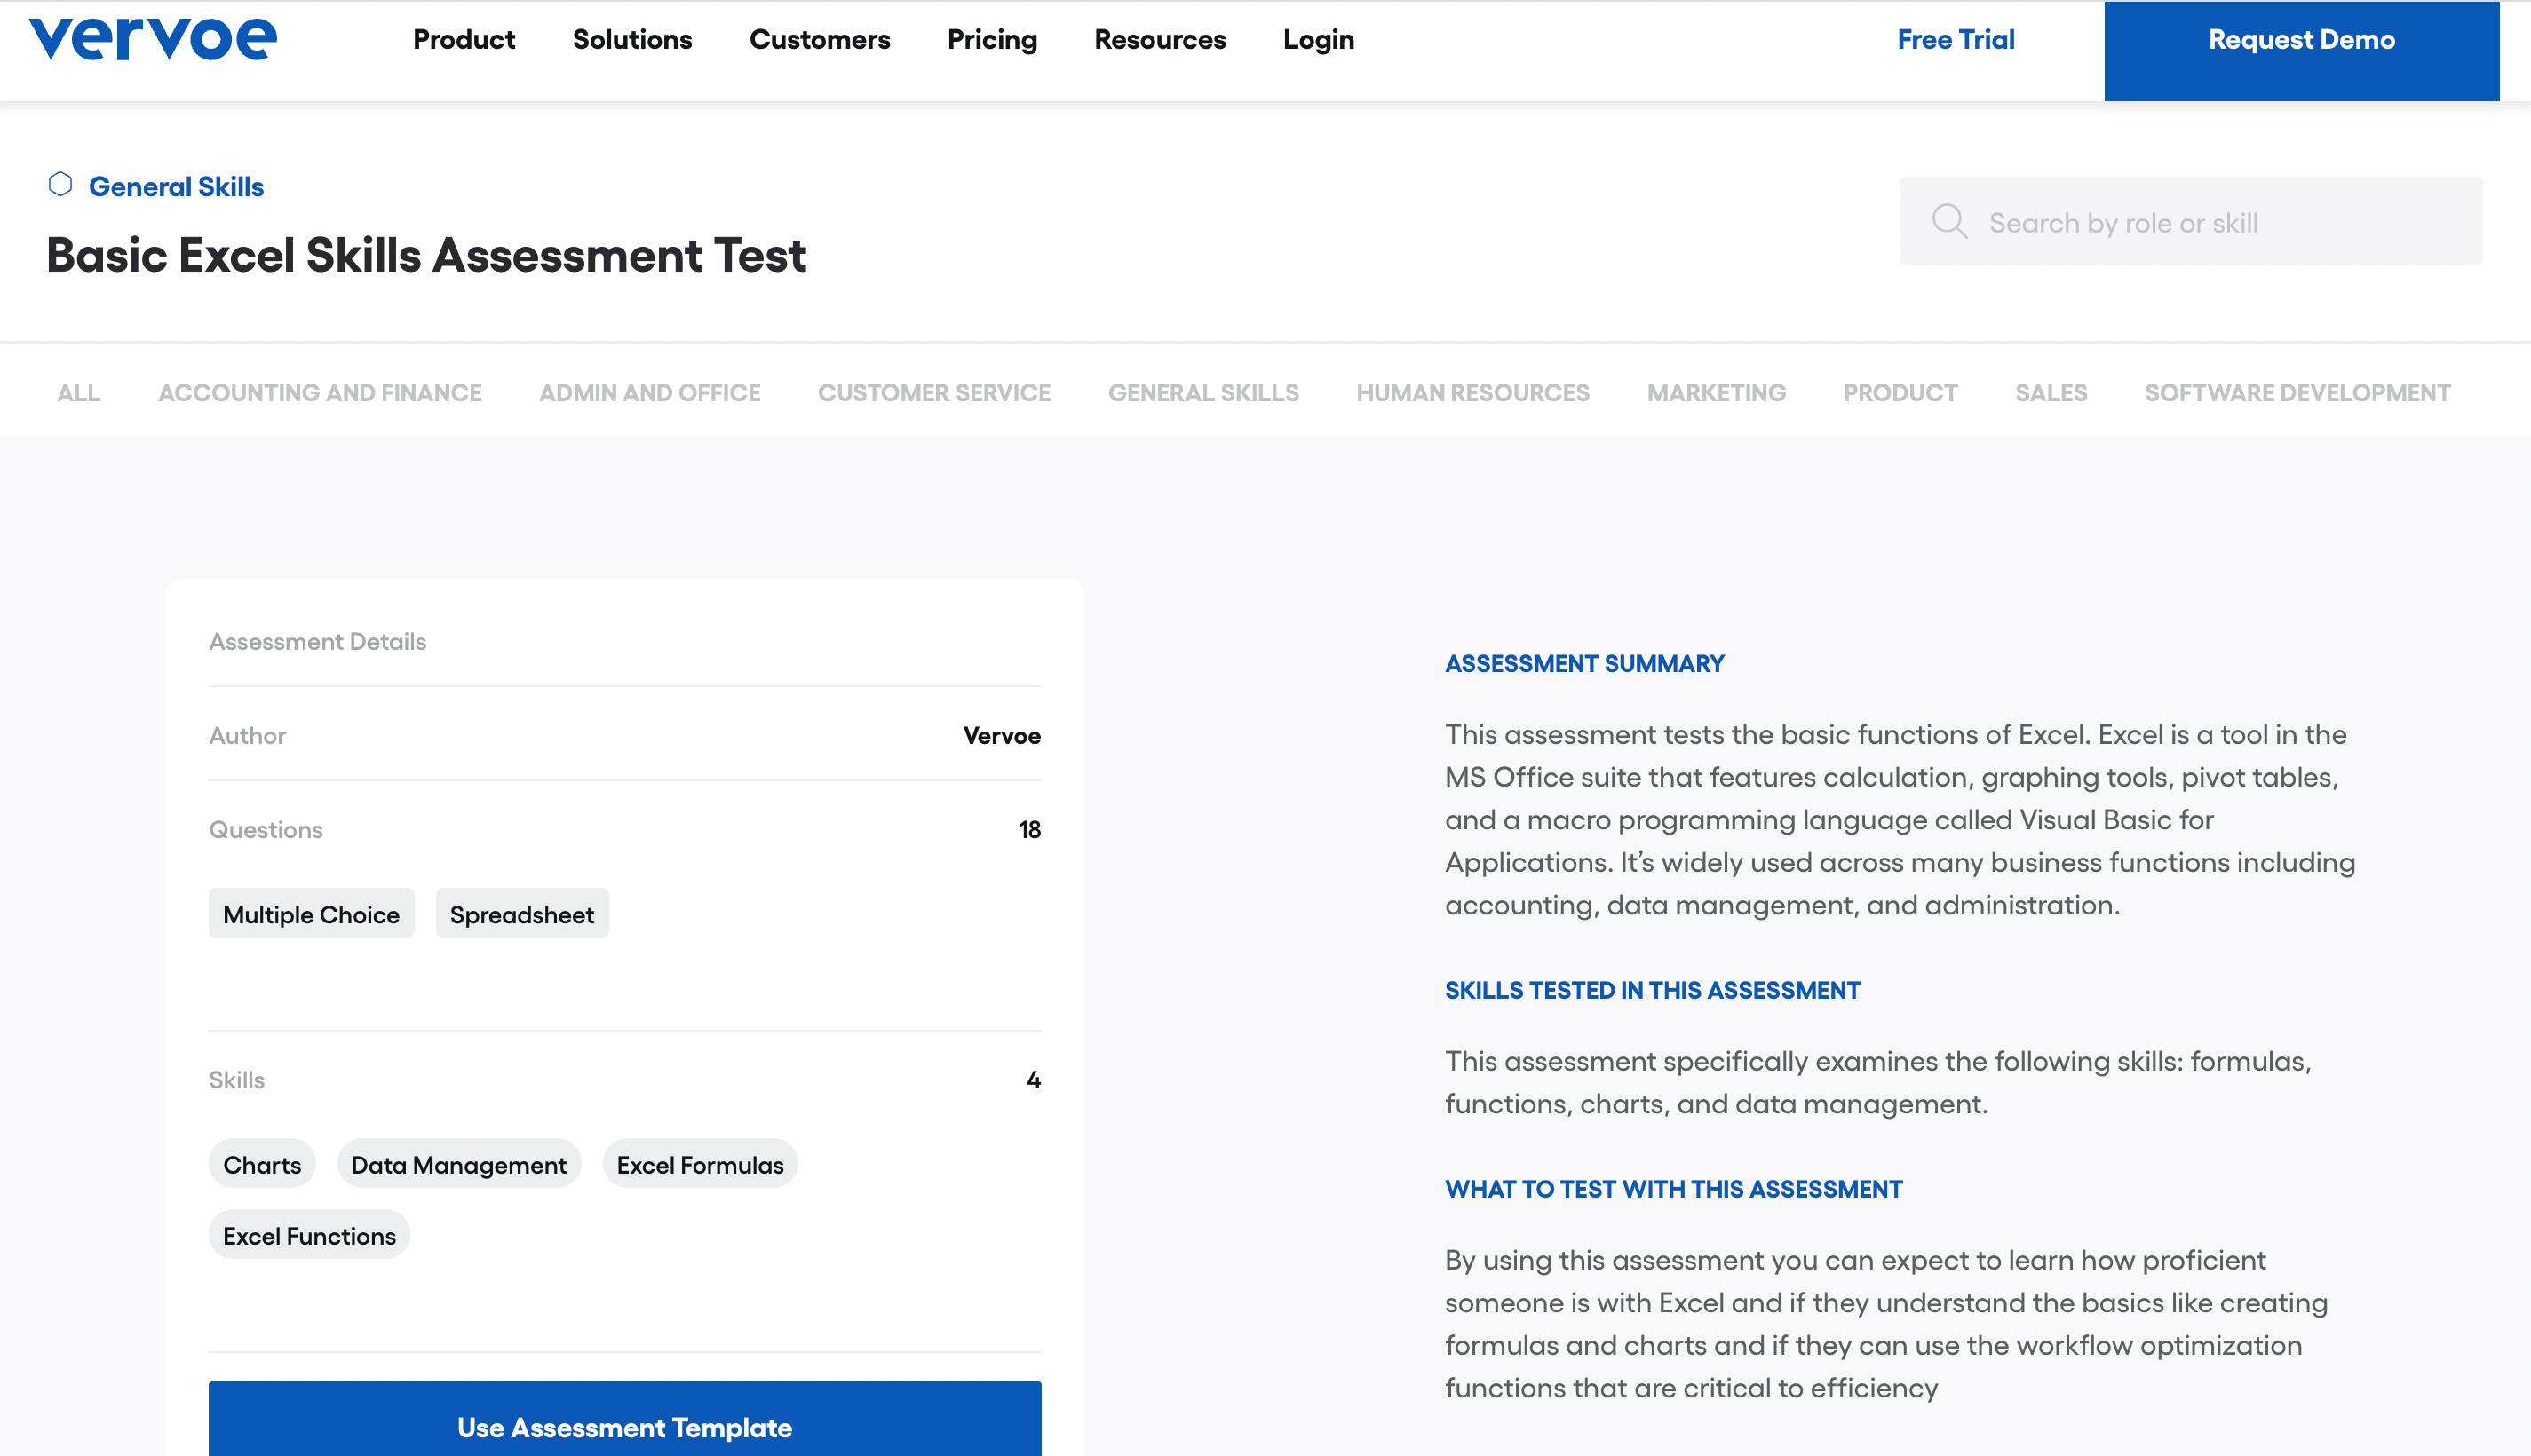 vervoe
Product Solutions Customers Pricing Resources Login Free Trial Request Demo
General Skills
Basic Excel Skills Assessment Test
Search by role or skill
ALL ACCOUNTING AND FINANCE ADMIN AND OFFICE CUSTOMER SERVICE GENERAL SKILLS HUMAN RESOURCES MARKETING PRODUCT SALES SOFTWARE DEVELOPMENT
Assessment Details
Author Vervoe
Questions 18
Multiple Choice Spreadsheet
Skills 4
Charts Data Management Excel Formulas
Excel Functions
Use Assessment Template
ASSESSMENT SUMMARY
This assessment tests the basic functions of Excel. Excel is a tool in the
MS Office suite that features calculation, graphing tools, pivot tables,
and a macro programming language called Visual Basic for
Applications. It’s widely used across many business functions including
accounting, data management, and administration.
SKILLS TESTED IN THIS ASSESSMENT
This assessment specifically examines the following skills: formulas,
functions, charts, and data management.
WHAT TO TEST WITH THIS ASSESSMENT
By using this assessment you can expect to learn how proficient
someone is with Excel and if they understand the basics like creating
formulas and charts and if they can use the workflow optimization
functions that are critical to efficiency